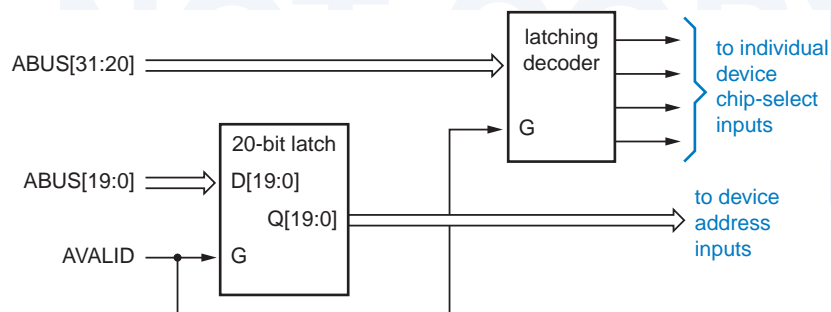 latching
decoder
ABUS[31:20]
to individual
device
chip-select
inputs
G
20-bit latch
ABUS[19:0]
D[19:0]
Q[19:0]
to device
address
inputs
AVALID
G